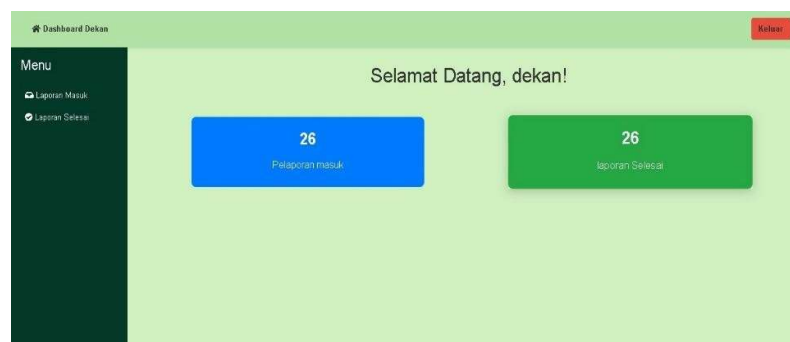 Dashboard Dekan
Keluar
Menu
Laporan Masuk
Laporan Selesai
Selamat Datang, dekan!
26
Pelaporan masuk
26
laporan Selesai